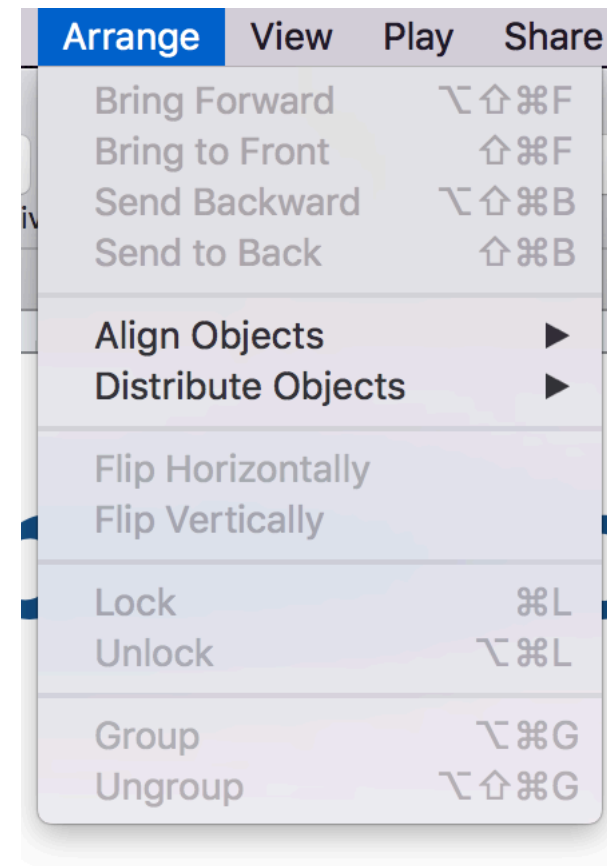 Arrange View Play Share
Bring Forward ⌥⇧⌘F
Bring to Front ⇧⌘F
Send Backward ⌥⇧⌘B
Send to Back ⇧⌘B
Align Objects ▶
Distribute Objects ▶
Flip Horizontally
Flip Vertically
Lock ⌘L
Unlock ⌥⌘L
Group ⌥⌘G
Ungroup ⌥⇧⌘G